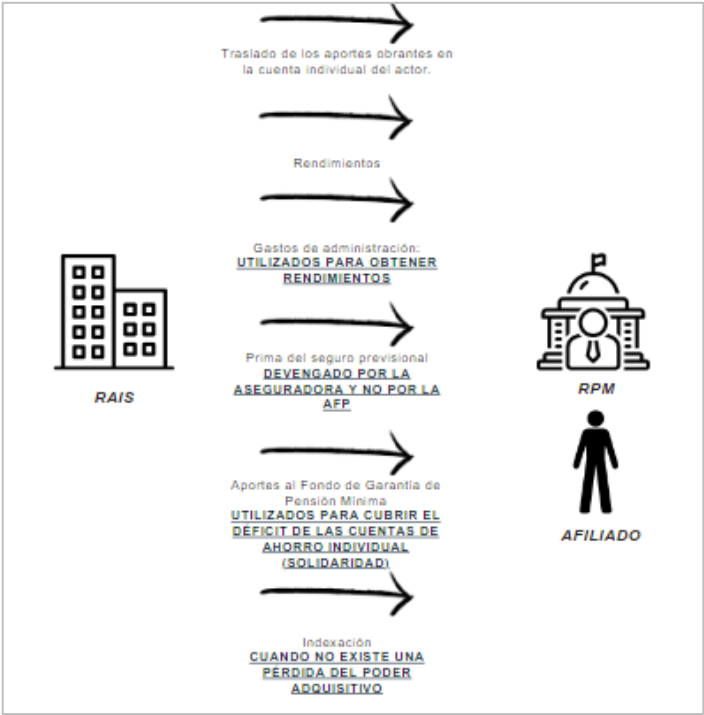 Traslado de los aportes obrantes en
la cuenta individual del actor.
Rendimientos
Gastos de administración:
UTILIZADOS PARA OBTENER
RENDIMIENTOS
Prima del seguro previsional
DEVENGADO POR LA
ASEGURADORA Y NO POR LA
AFP
Aportes al Fondo de Garantía de
Pensión Mínima
UTILIZADOS PARA CUBRIR EL
DÉFICIT DE LAS CUENTAS DE
AHORRO INDIVIDUAL
(SOLIDARIDAD)
Indexación
CUANDO NO EXISTE UNA
PÉRDIDA DEL PODER
ADQUISITIVO
RAIS
RPM
AFILIADO